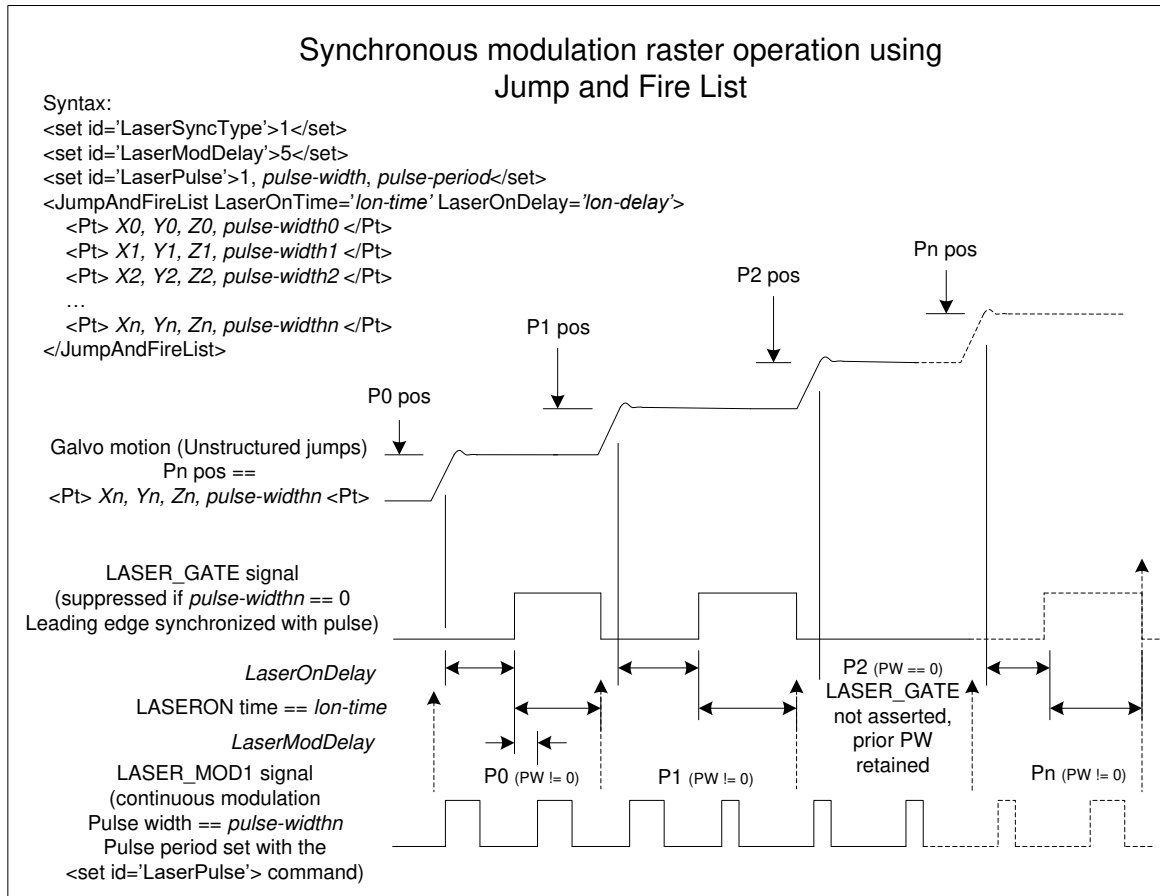 Synchronous modulation raster operation using
Jump and Fire List
Syntax:
<set id='LaserSyncType'>1</set>
<set id='LaserModDelay'>5</set>
<set id='LaserPulse'>1, pulse-width, pulse-period</set>
<JumpAndFireList LaserOnTime='lon-time' LaserOnDelay='lon-delay'>
<Pt> X0, Y0, Z0, pulse-width0 </Pt>
<Pt> X1, Y1, Z1, pulse-width1 </Pt>
<Pt> X2, Y2, Z2, pulse-width2 </Pt>
…
<Pt> Xn, Yn, Zn, pulse-widthn </Pt>
</JumpAndFireList>
P0 pos
P1 pos
P2 pos
Pn pos
Galvo motion (Unstructured jumps)
Pn pos ==
<Pt> Xn, Yn, Zn, pulse-widthn <Pt>
LASER_GATE signal
(suppressed if pulse-widthn == 0
Leading edge synchronized with pulse)
LaserOnDelay
LASERON time == lon-time
LaserModDelay
P2 (PW == 0)
LASER_GATE
not asserted,
prior PW
retained
P0 (PW != 0)
P1 (PW != 0)
Pn (PW != 0)
LASER_MOD1 signal
(continuous modulation
Pulse width == pulse-widthn
Pulse period set with the
<set id='LaserPulse'> command)